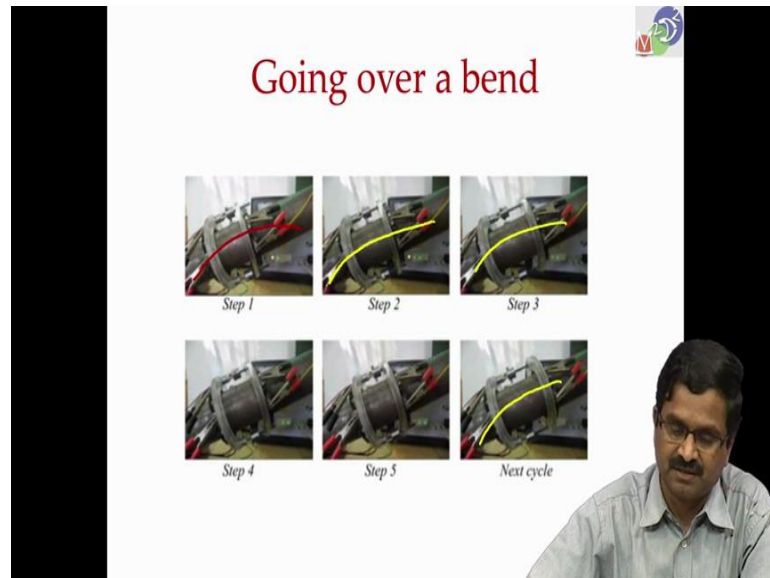 Going over a bend
Step 1
Step 2
Step 3
Step 4
Step 5
Next cycle